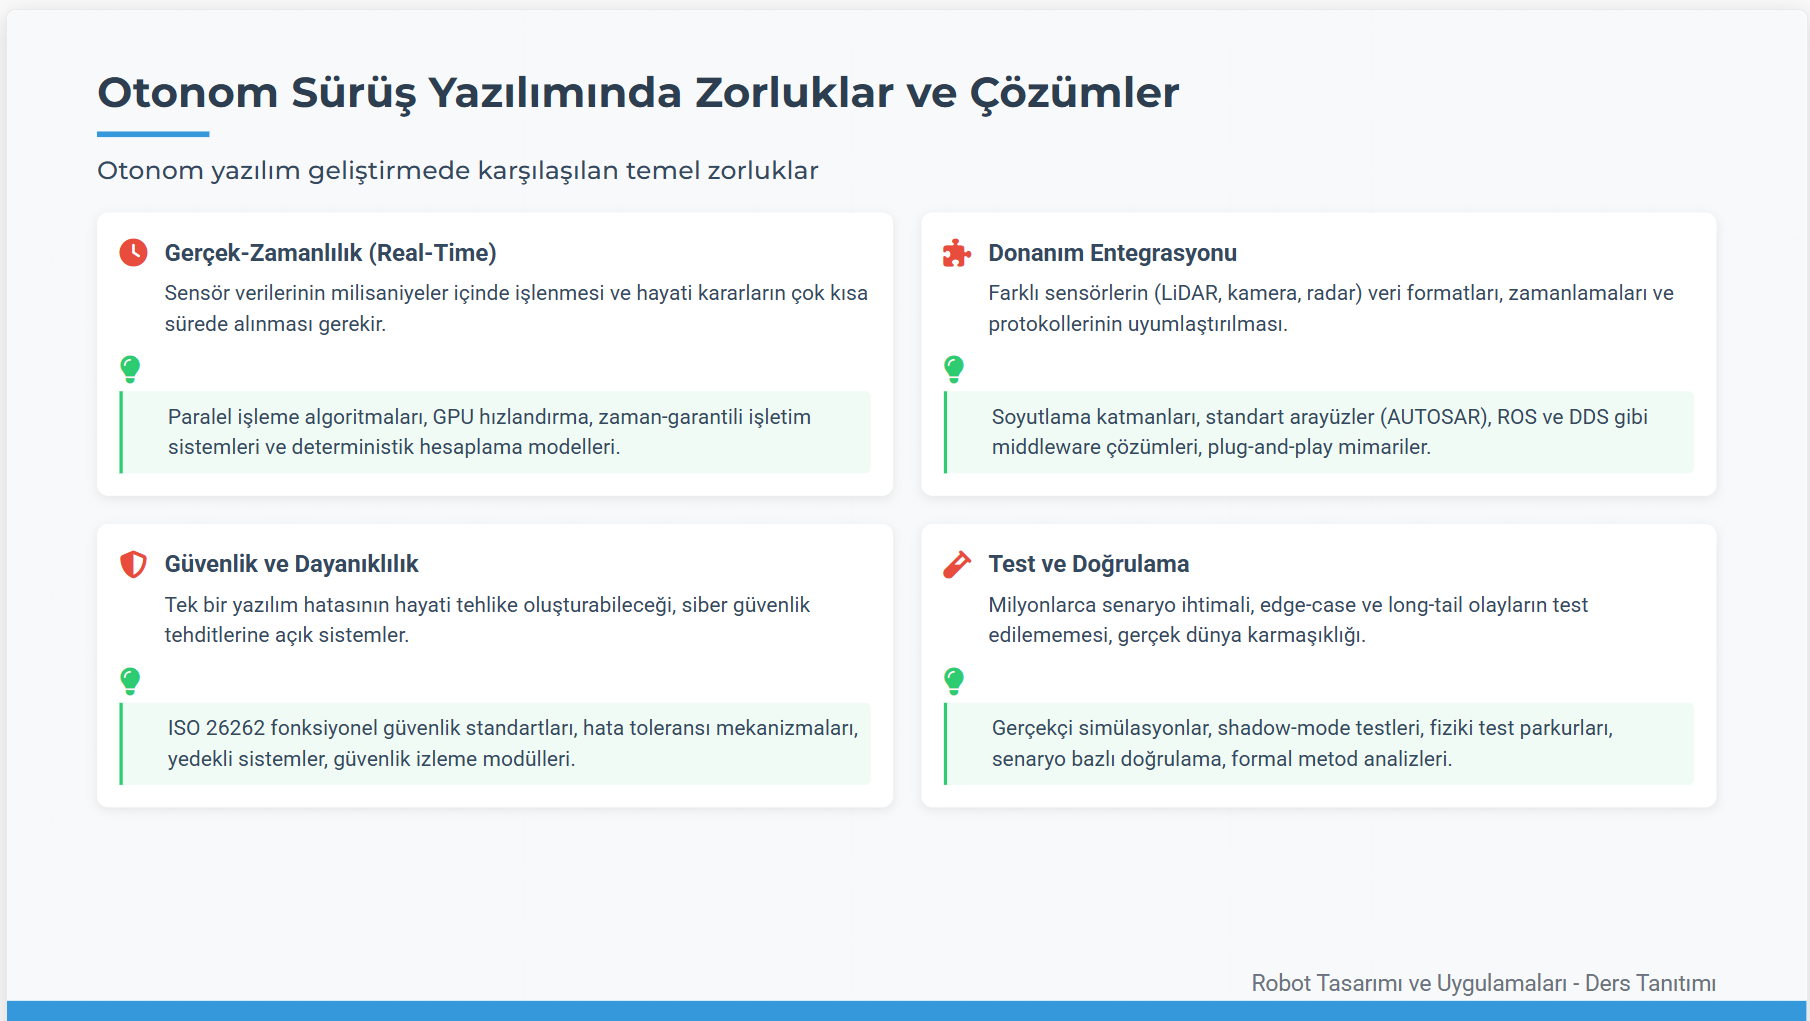 Otonom Sürüş Yazılımında Zorluklar ve Çözümler
Otonom yazılım geliştirmede karşılaşılan temel zorluklar
Gerçek-Zamanlılık (Real-Time)
Sensör verilerinin milisaniyeler içinde işlenmesi ve hayati kararların çok kısa
sürede alınması gerekir.
Paralel işleme algoritmaları, GPU hızlandırma, zaman-garantili işletim
sistemleri ve deterministik hesaplama modelleri.
Donanım Entegrasyonu
Farklı sensörlerin (LiDAR, kamera, radar) veri formatları, zamanlamaları ve
protokollerinin uyumlaştırılması.
Soyutlama katmanları, standart arayüzler (AUTOSAR), ROS ve DDS gibi
middleware çözümleri, plug-and-play mimariler.
Güvenlik ve Dayanıklılık
Tek bir yazılım hatasının hayati tehlike oluşturabileceği, siber güvenlik
tehditlerine açık sistemler.
ISO 26262 fonksiyonel güvenlik standartları, hata toleransı mekanizmaları,
yedekli sistemler, güvenlik izleme modülleri.
Test ve Doğrulama
Milyonlarca senaryo ihtimali, edge-case ve long-tail olayların test
edilememesi, gerçek dünya karmaşıklığı.
Gerçekçi simülasyonlar, shadow-mode testleri, fiziki test parkurları,
senaryo bazlı doğrulama, formal metod analizleri.
Robot Tasarımı ve Uygulamaları - Ders Tanıtımı